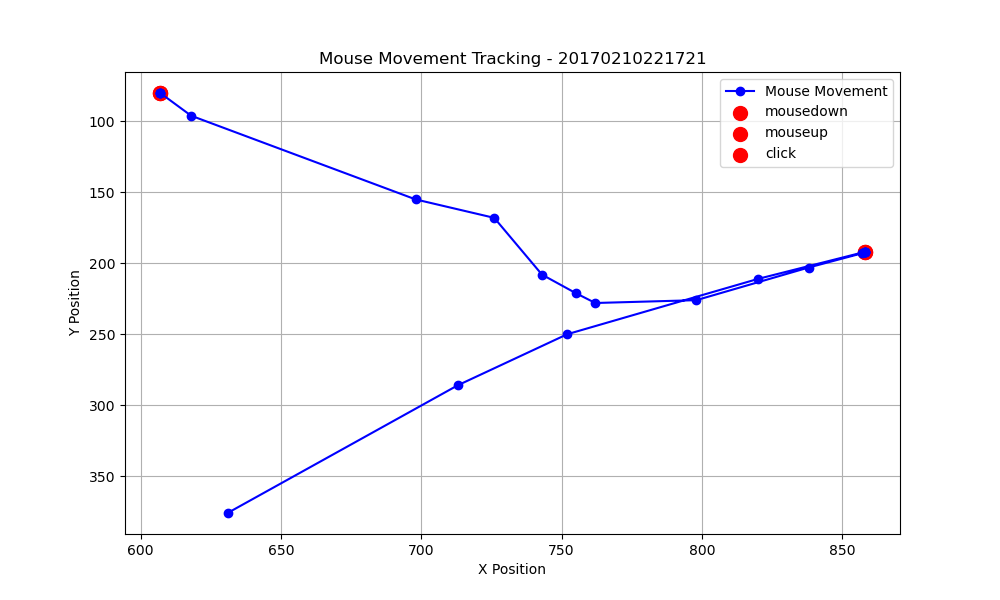 Mouse Movement Tracking - 20170210221721
Mouse Movement
mousedown
mouseup
click
100
150
200
250
300
350
Y Position
600
650
700
750
800
850
X Position